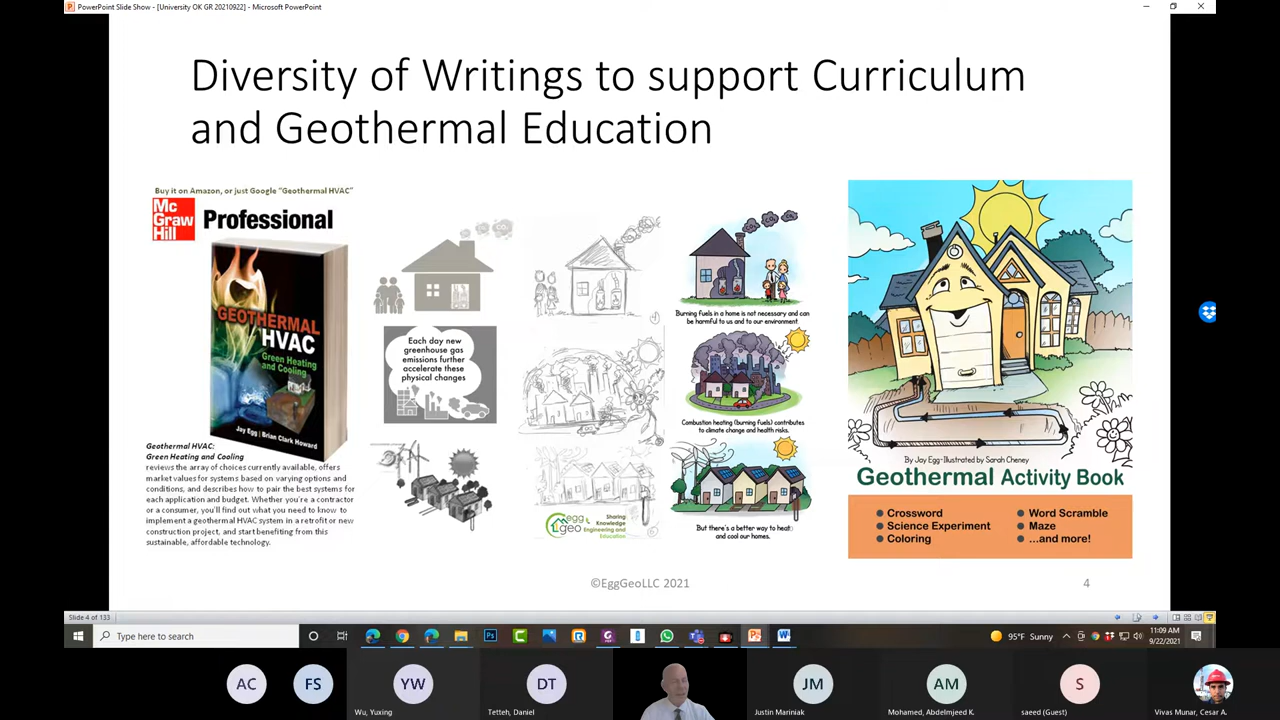 PowerPoint Slide Show - [University OK GR 20210922] - Microsoft PowerPoint
Diversity of Writings to support Curriculum
and Geothermal Education
Buy it on Amazon, or just Google "Geothermal HVAC"
Mc
Graw
Hill
Professional
GEOTHERMAL
HVAC
Green Heating
and Cooling
Jay Egg | Brian Clark Howard
Geothermal HVAC:
Green Heating and Cooling
reviews the array of choices currently available, offers
market values for systems based on varying options and
conditions, and describes how to pair the best systems for
each application and budget. Whether you're a contractor
or a consumer, you'll find out what you need to know to
implement a geothermal HVAC system in a retrofit or new
construction project, and start benefiting from this
sustainable, affordable technology.
Each day new
greenhouse gas
emissions further
accelerate these
physical changes
egg
geo
Sharing
Knowledge
Engineering and
Education
Burning fuels in a home is not necessary and can
be harmful to us and to our environment.
Combustion heating (burning fuels) contributes
to climate change and health risks.
But there's a better way to heat
and cool our homes.
By Jay Egg - Illustrated by Sarah Cheney
Geothermal Activity Book
Crossword
Science Experiment
Coloring
Word Scramble
Maze
...and more!
©EggGeoLLC 2021
4
Slide 4 of 133
Type here to search
95°F Sunny
11:09 AM
9/22/2021
AC
FS
YW
Wu, Yuxing
DT
Tetteh, Daniel
JM
Justin Mariniak
AM
Mohamed, Abdelmjeed K.
S
saeed (Guest)
Vivas Munar, Cesar A.